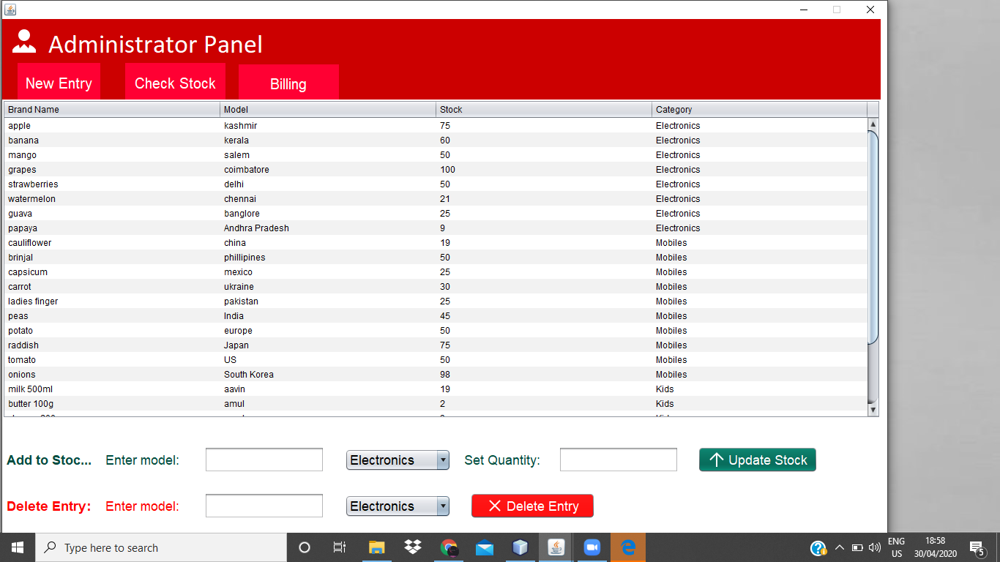 Administrator Panel
New Entry Check Stock Billing
Brand Name Model Stock Category
apple kashmir 75 Electronics
banana kerala 60 Electronics
mango salem 50 Electronics
grapes coimbatore 100 Electronics
strawberries delhi 50 Electronics
watermelon chennai 21 Electronics
guava banglore 25 Electronics
papaya Andhra Pradesh 9 Electronics
cauliflower china 19 Mobiles
brinjal phillipines 50 Mobiles
capsicum mexico 25 Mobiles
carrot ukraine 30 Mobiles
ladies finger pakistan 25 Mobiles
peas India 45 Mobiles
potato europe 50 Mobiles
raddish Japan 75 Mobiles
tomato US 50 Mobiles
onions South Korea 98 Mobiles
milk 500ml aavin 19 Kids
butter 100g amul 2 Kids
Add to Stoc... Enter model: Electronics Set Quantity: Update Stock
Delete Entry: Enter model: Electronics Delete Entry
Type here to search
ENG 18:58
US 30/04/2020 5